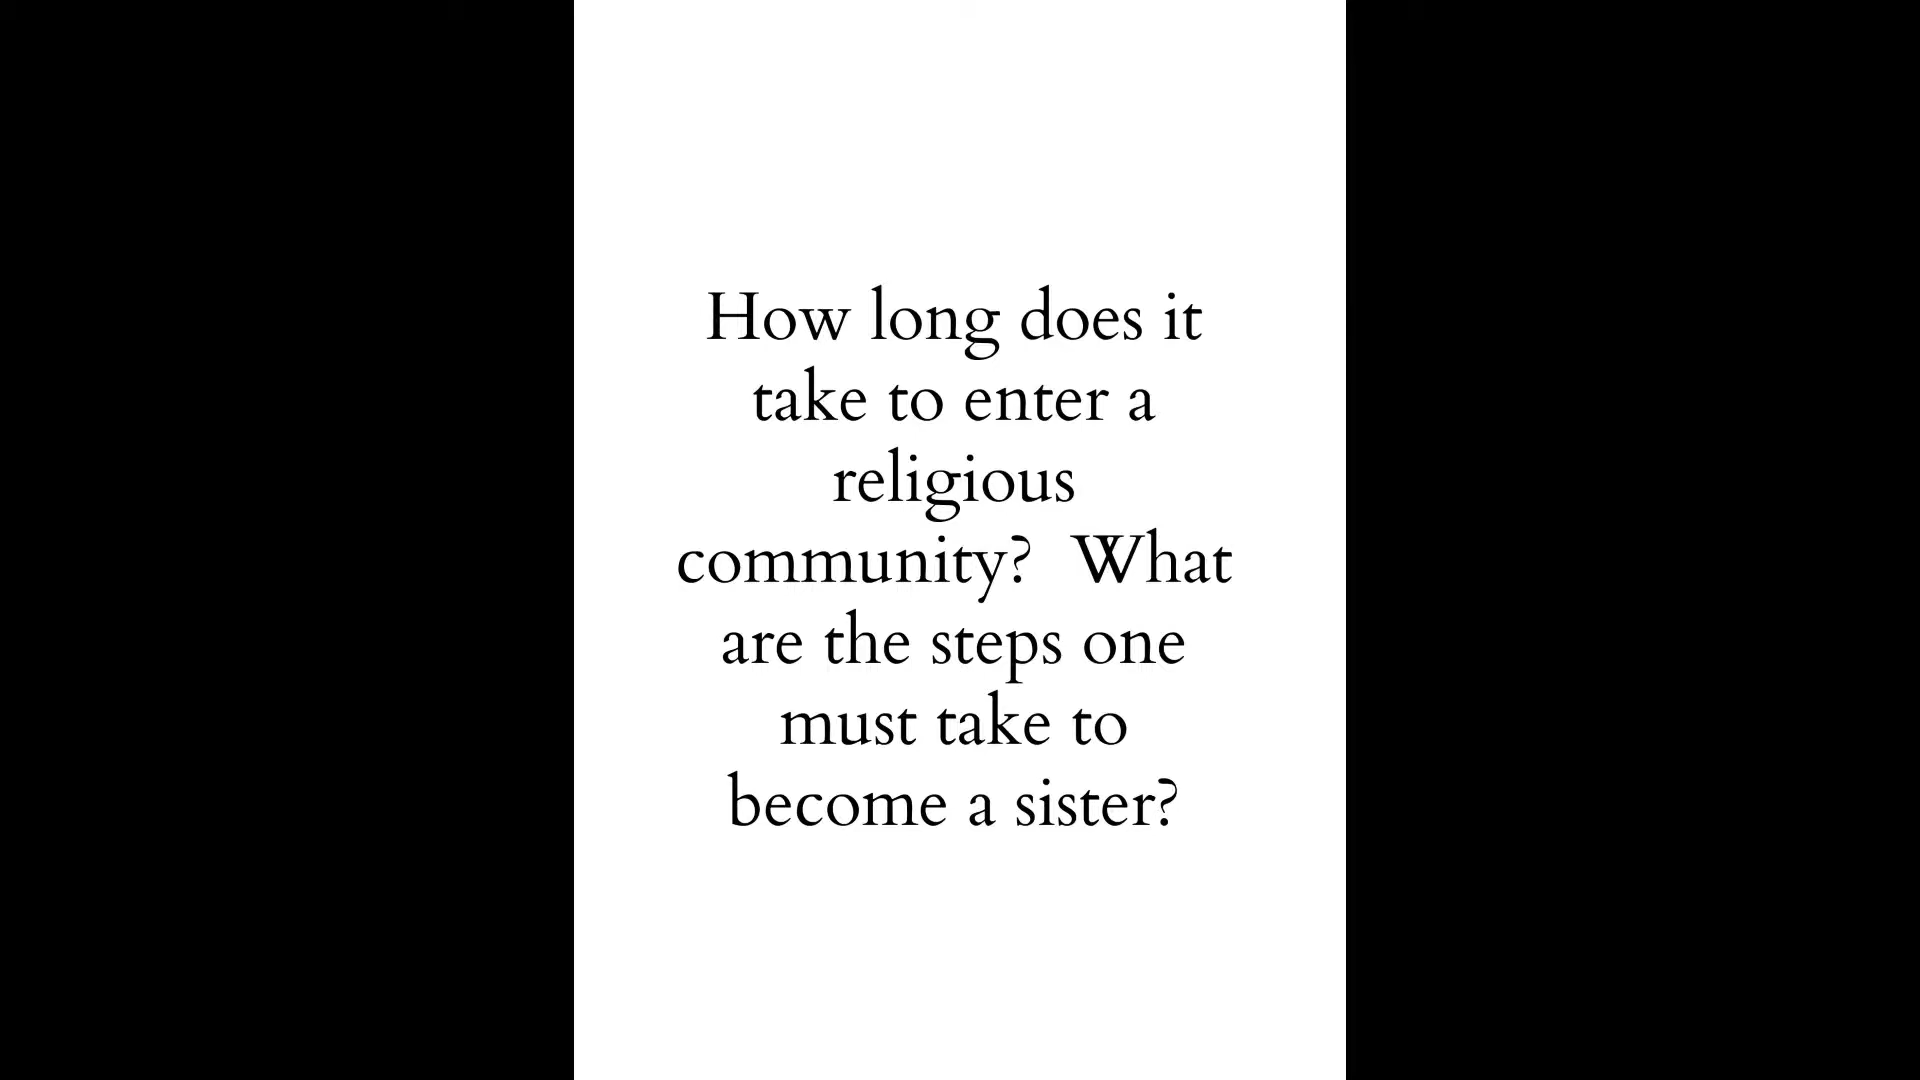 How long does it
take to enter a
religious
community?  What
are the steps one
must take to
become a sister?